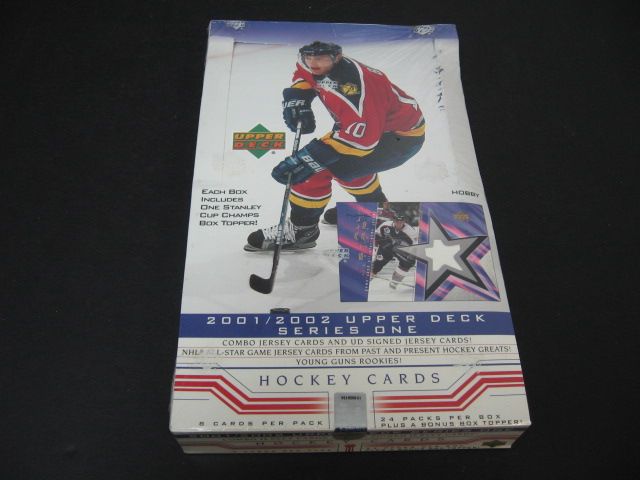 10
BAUER
UPPER
DECK
EACH BOX
INCLUDES
ONE STANLEY
CUP CHAMPS
BOX TOPPER!
HOBBY
2001/2002 UPPER DECK
SERIES ONE
COMBO JERSEY CARDS AND UD SIGNED JERSEY CARDS!
NHL ALL-STAR GAME JERSEY CARDS FROM PAST AND PRESENT HOCKEY GREATS!
YOUNG GUNS ROOKIES!
HOCKEY CARDS
8 CARDS PER PACK
24 PACKS PER BOX
PLUS A BONUS BOX TOPPER!